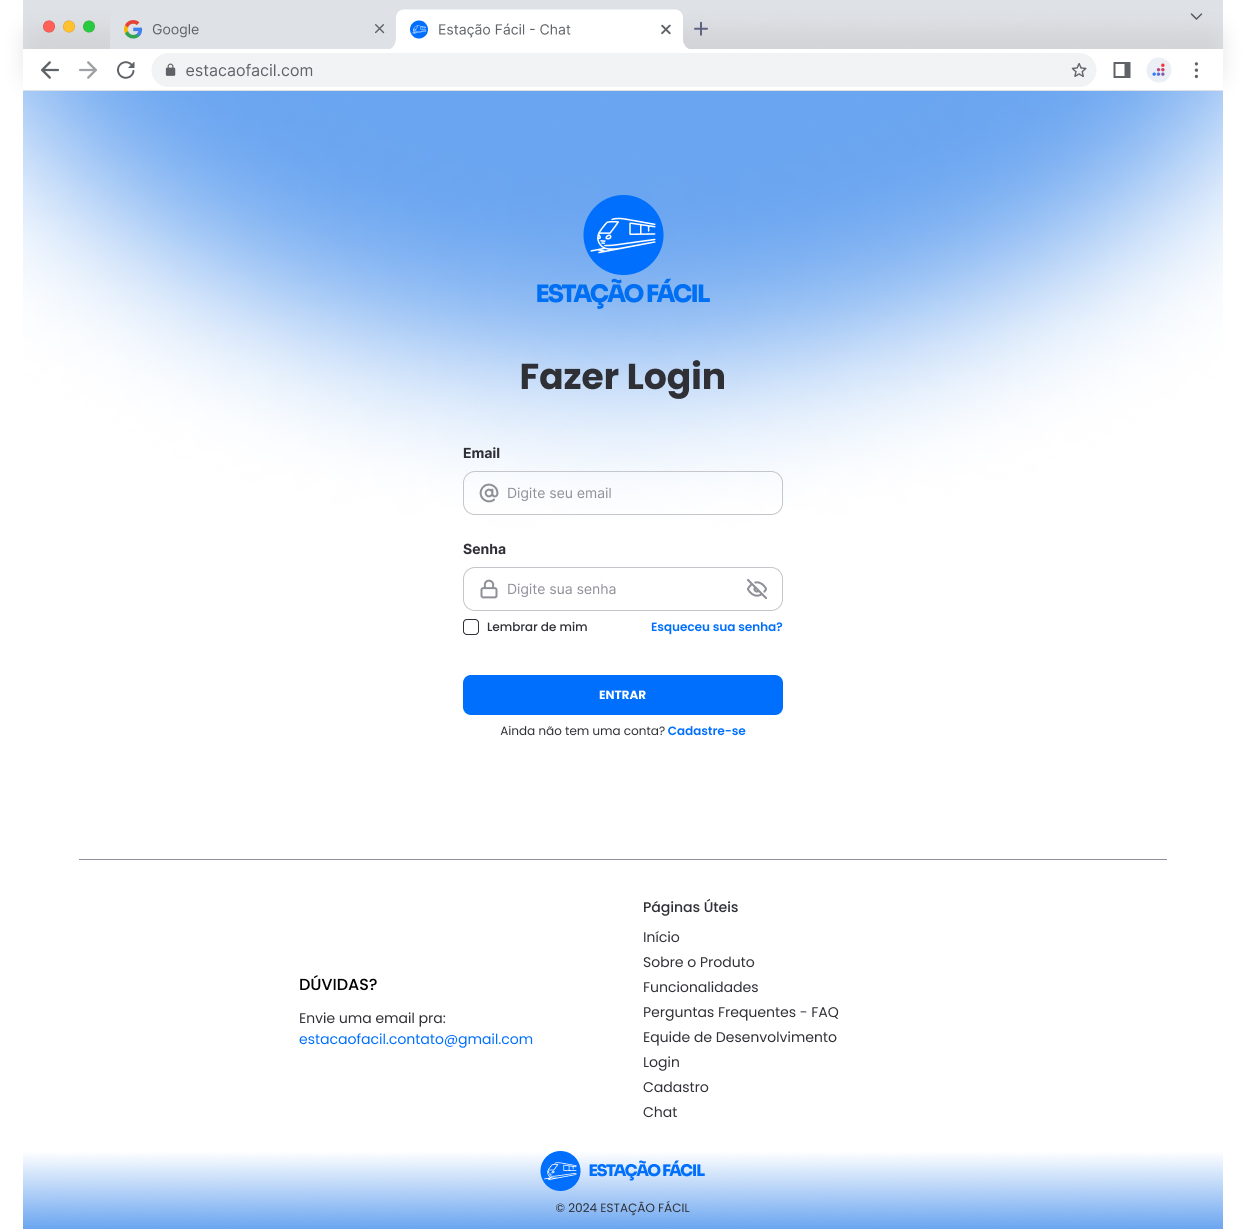 Google
Estação Fácil - Chat
estacaofacil.com
ESTAÇÃO FÁCIL
Fazer Login
Email
Digite seu email
Senha
Digite sua senha
Lembrar de mim
Esqueceu sua senha?
ENTRAR
Ainda não tem uma conta? Cadastre-se
DÚVIDAS?
Envie uma email pra:
estacaofacil.contato@gmail.com
Páginas Úteis
Início
Sobre o Produto
Funcionalidades
Perguntas Frequentes - FAQ
Equide de Desenvolvimento
Login
Cadastro
Chat
ESTAÇÃO FÁCIL
© 2024 ESTAÇÃO FÁCIL